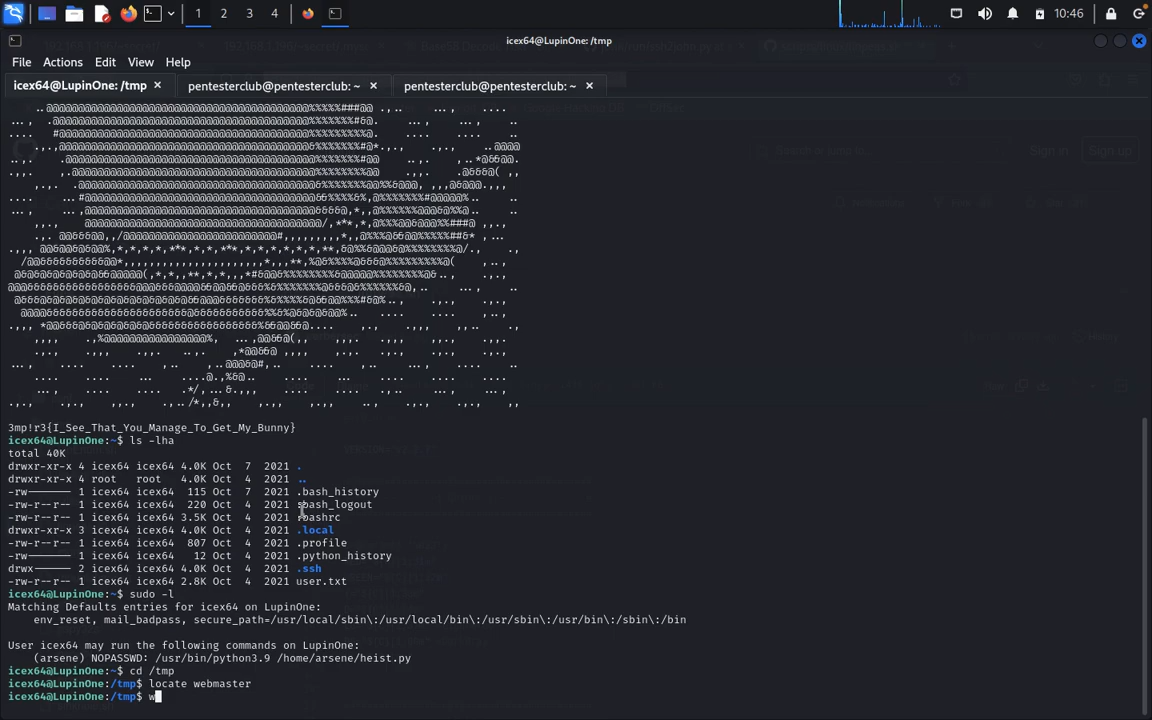 1 2 3 4 10:46
icex64@LupinOne: /tmp
File Actions Edit View Help
icex64@LupinOne: /tmp × pentesterclub@pentesterclub: ~ × pentesterclub@pentesterclub: ~ ×
3mp!r3{I_See_That_You_Manage_To_Get_My_Bunny}
icex64@LupinOne:~$ ls -lha
total 40K
drwxr-xr-x 4 icex64 icex64 4.0K Oct  7  2021 .
drwxr-xr-x 4 root   root   4.0K Oct  4  2021 ..
-rw------- 1 icex64 icex64  115 Oct  7  2021 .bash_history
-rw-r--r-- 1 icex64 icex64  220 Oct  4  2021 .bash_logout
-rw-r--r-- 1 icex64 icex64 3.5K Oct  4  2021 .bashrc
drwxr-xr-x 3 icex64 icex64 4.0K Oct  4  2021 .local
-rw-r--r-- 1 icex64 icex64  807 Oct  4  2021 .profile
-rw------- 1 icex64 icex64   12 Oct  4  2021 .python_history
drwx------ 2 icex64 icex64 4.0K Oct  4  2021 .ssh
-rw-r--r-- 1 icex64 icex64 2.8K Oct  4  2021 user.txt
icex64@LupinOne:~$ sudo -l
Matching Defaults entries for icex64 on LupinOne:
    env_reset, mail_badpass, secure_path=/usr/local/sbin\:/usr/local/bin\:/usr/sbin\:/usr/bin\:/sbin\:/bin
User icex64 may run the following commands on LupinOne:
    (arsene) NOPASSWD: /usr/bin/python3.9 /home/arsene/heist.py
icex64@LupinOne:~$ cd /tmp
icex64@LupinOne:/tmp$ locate webmaster
icex64@LupinOne:/tmp$ w